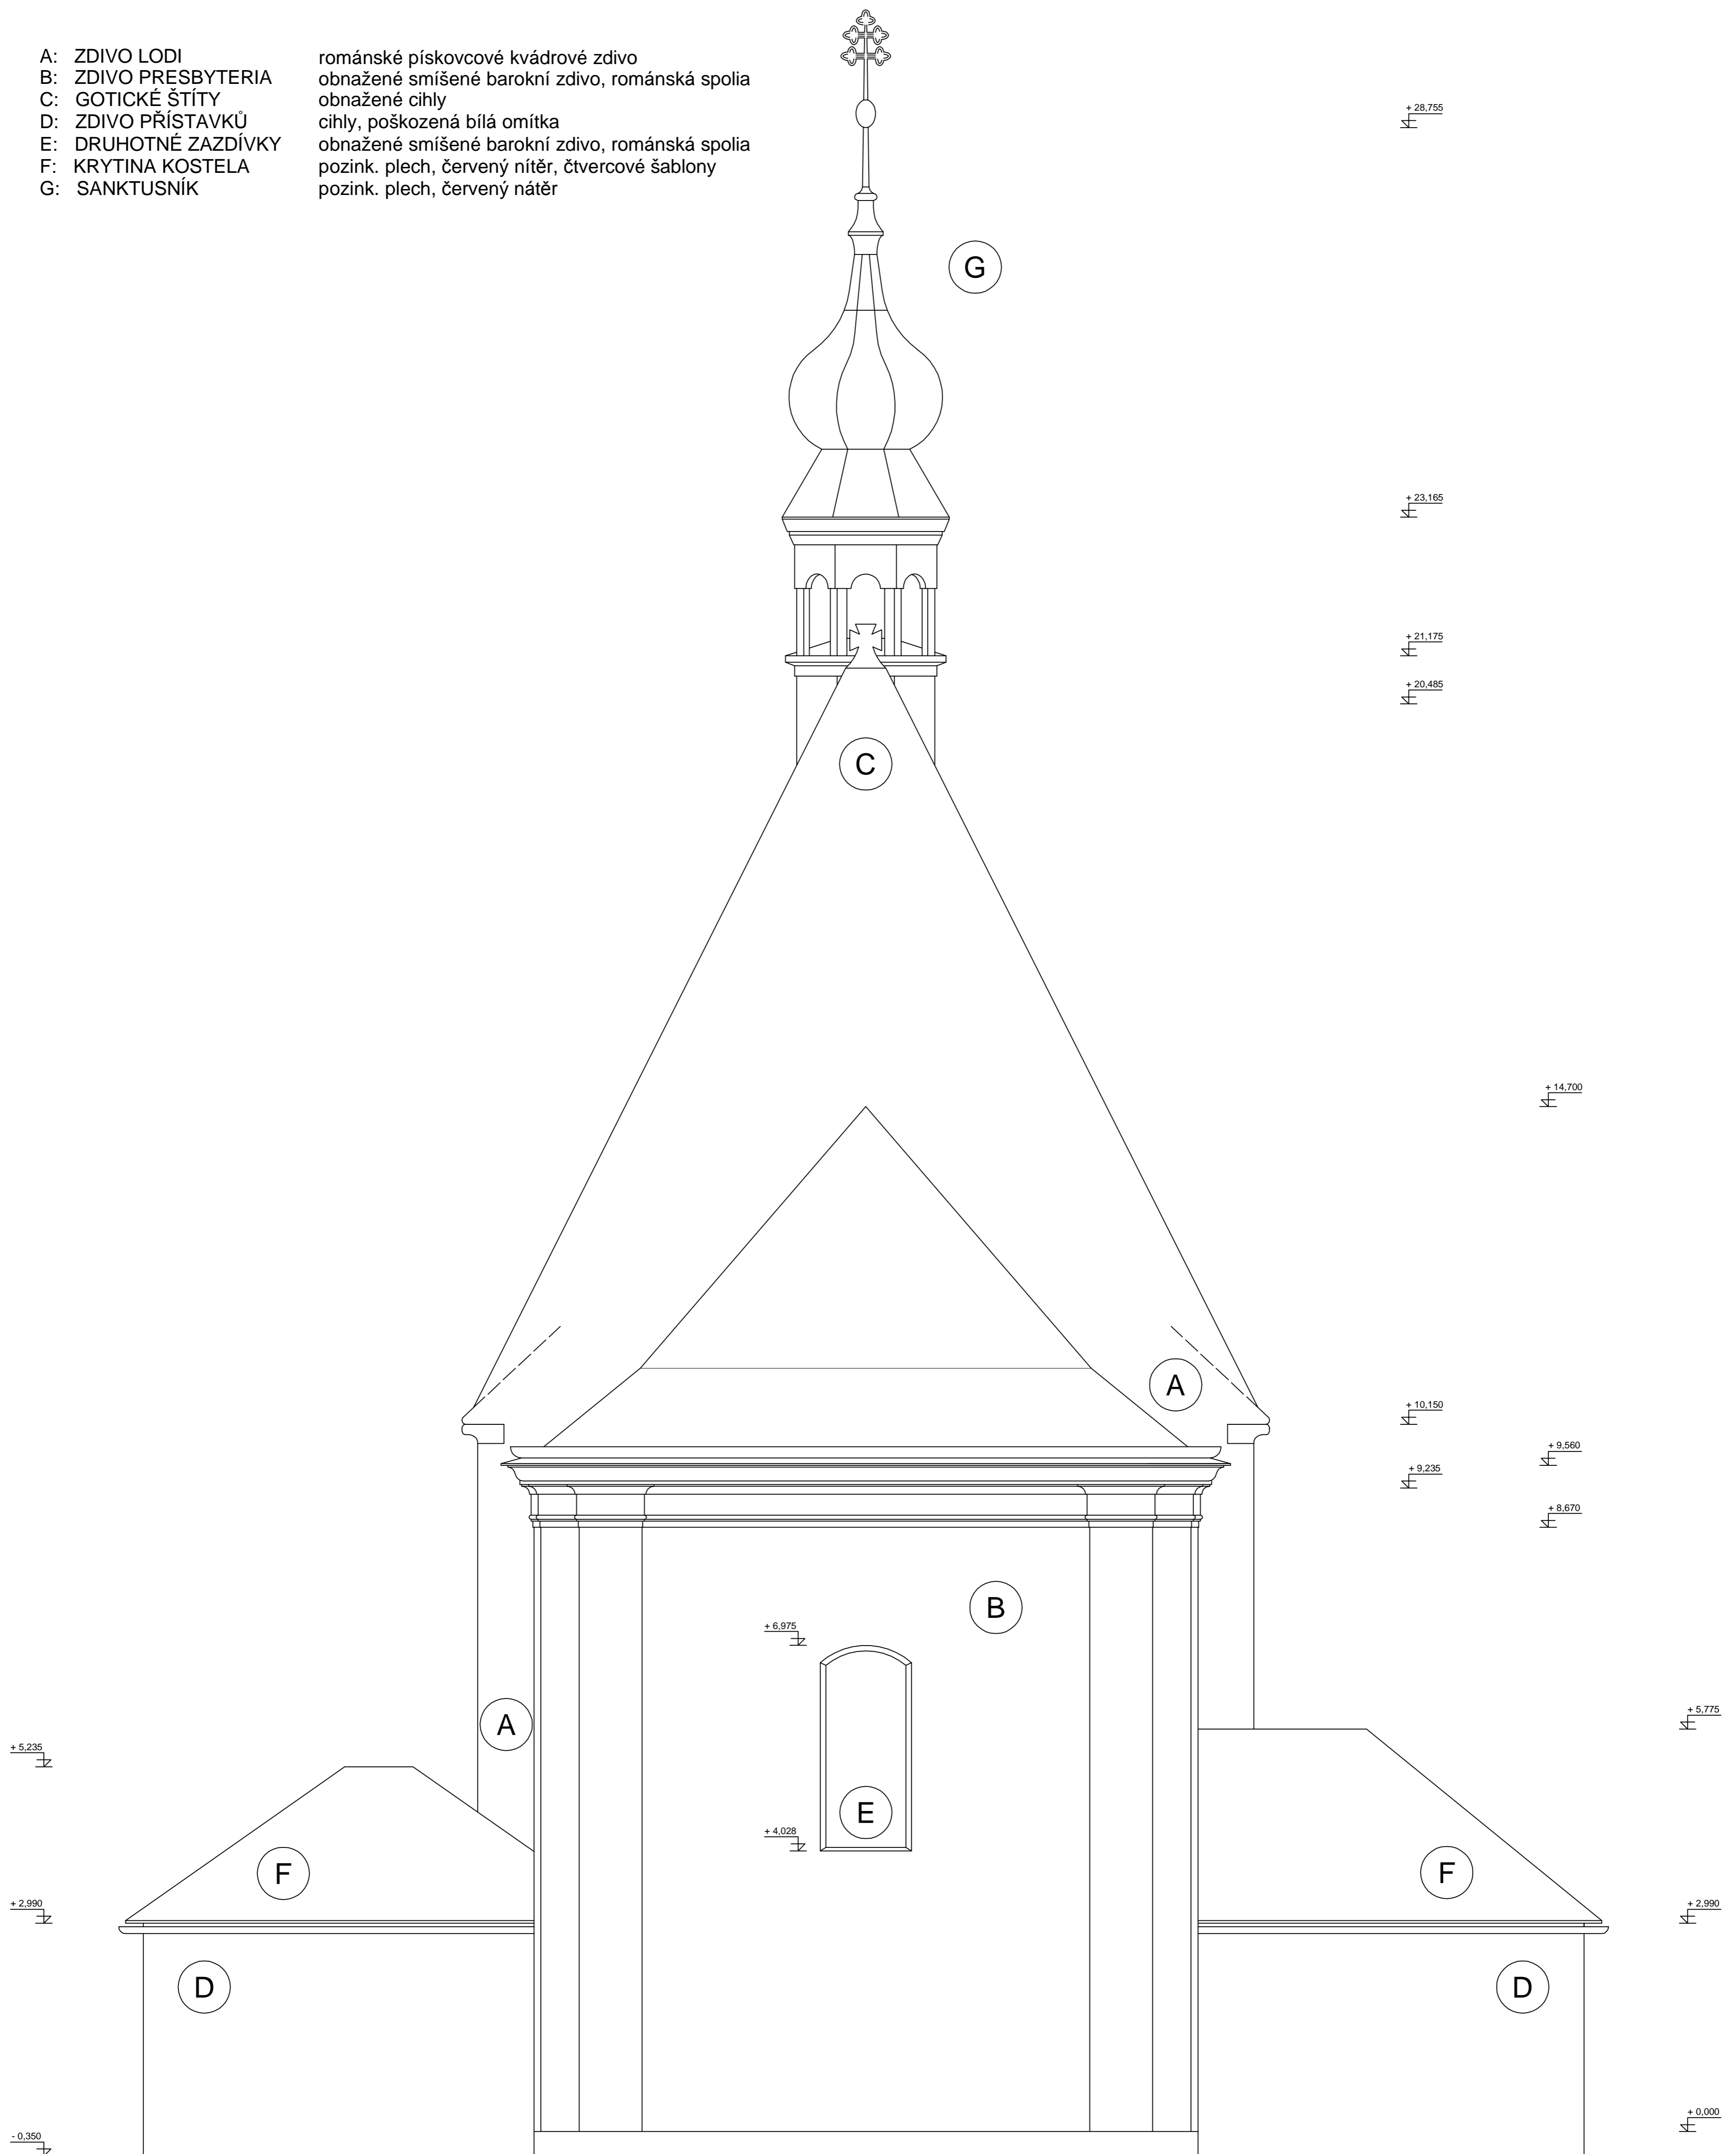 A: ZDIVO LODI románské pískovcové kvádrové zdivo
B: ZDIVO PRESBYTERIA obnažené smíšené barokní zdivo, románská spolia
C: GOTICKÉ ŠTÍTY obnažené cihly
D: ZDIVO PŘÍSTAVKŮ cihly, poškozená bílá omítka
E: DRUHOTNÉ ZAZDÍVKY obnažené smíšené barokní zdivo, románská spolia
F: KRYTINA KOSTELA pozink. plech, červený nítěr, čtvercové šablony
G: SANKTUSNÍK pozink. plech, červený nátěr
+ 28,755
G
+ 23,165
+ 21,175
+ 20,485
C
+ 14,700
A
+ 10,150
+ 9,560
+ 9,235
+ 8,670
B
+ 6,975
A
+ 5,775
+ 5,235
E
+ 4,028
F
F
+ 2,990
+ 2,990
D
D
+ 0,000
- 0,350